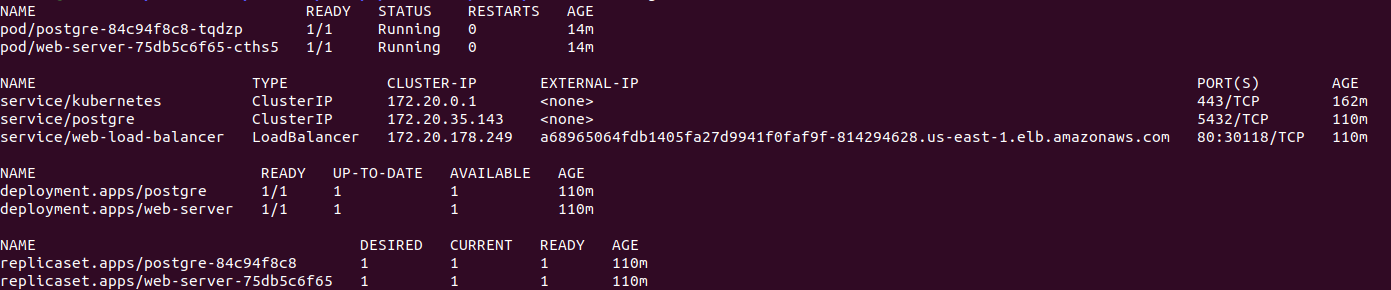 NAME READY STATUS RESTARTS AGE
pod/postgre-84c94f8c8-tqdzp 1/1 Running 0 14m
pod/web-server-75db5c6f65-cths5 1/1 Running 0 14m
NAME TYPE CLUSTER-IP EXTERNAL-IP PORT(S) AGE
service/kubernetes ClusterIP 172.20.0.1 <none> 443/TCP 162m
service/postgre ClusterIP 172.20.35.143 <none> 5432/TCP 110m
service/web-load-balancer LoadBalancer 172.20.178.249 a68965064fdb1405fa27d9941f0faf9f-814294628.us-east-1.elb.amazonaws.com 80:30118/TCP 110m
NAME READY UP-TO-DATE AVAILABLE AGE
deployment.apps/postgre 1/1 1 1 110m
deployment.apps/web-server 1/1 1 1 110m
NAME DESIRED CURRENT READY AGE
replicaset.apps/postgre-84c94f8c8 1 1 1 110m
replicaset.apps/web-server-75db5c6f65 1 1 1 110m